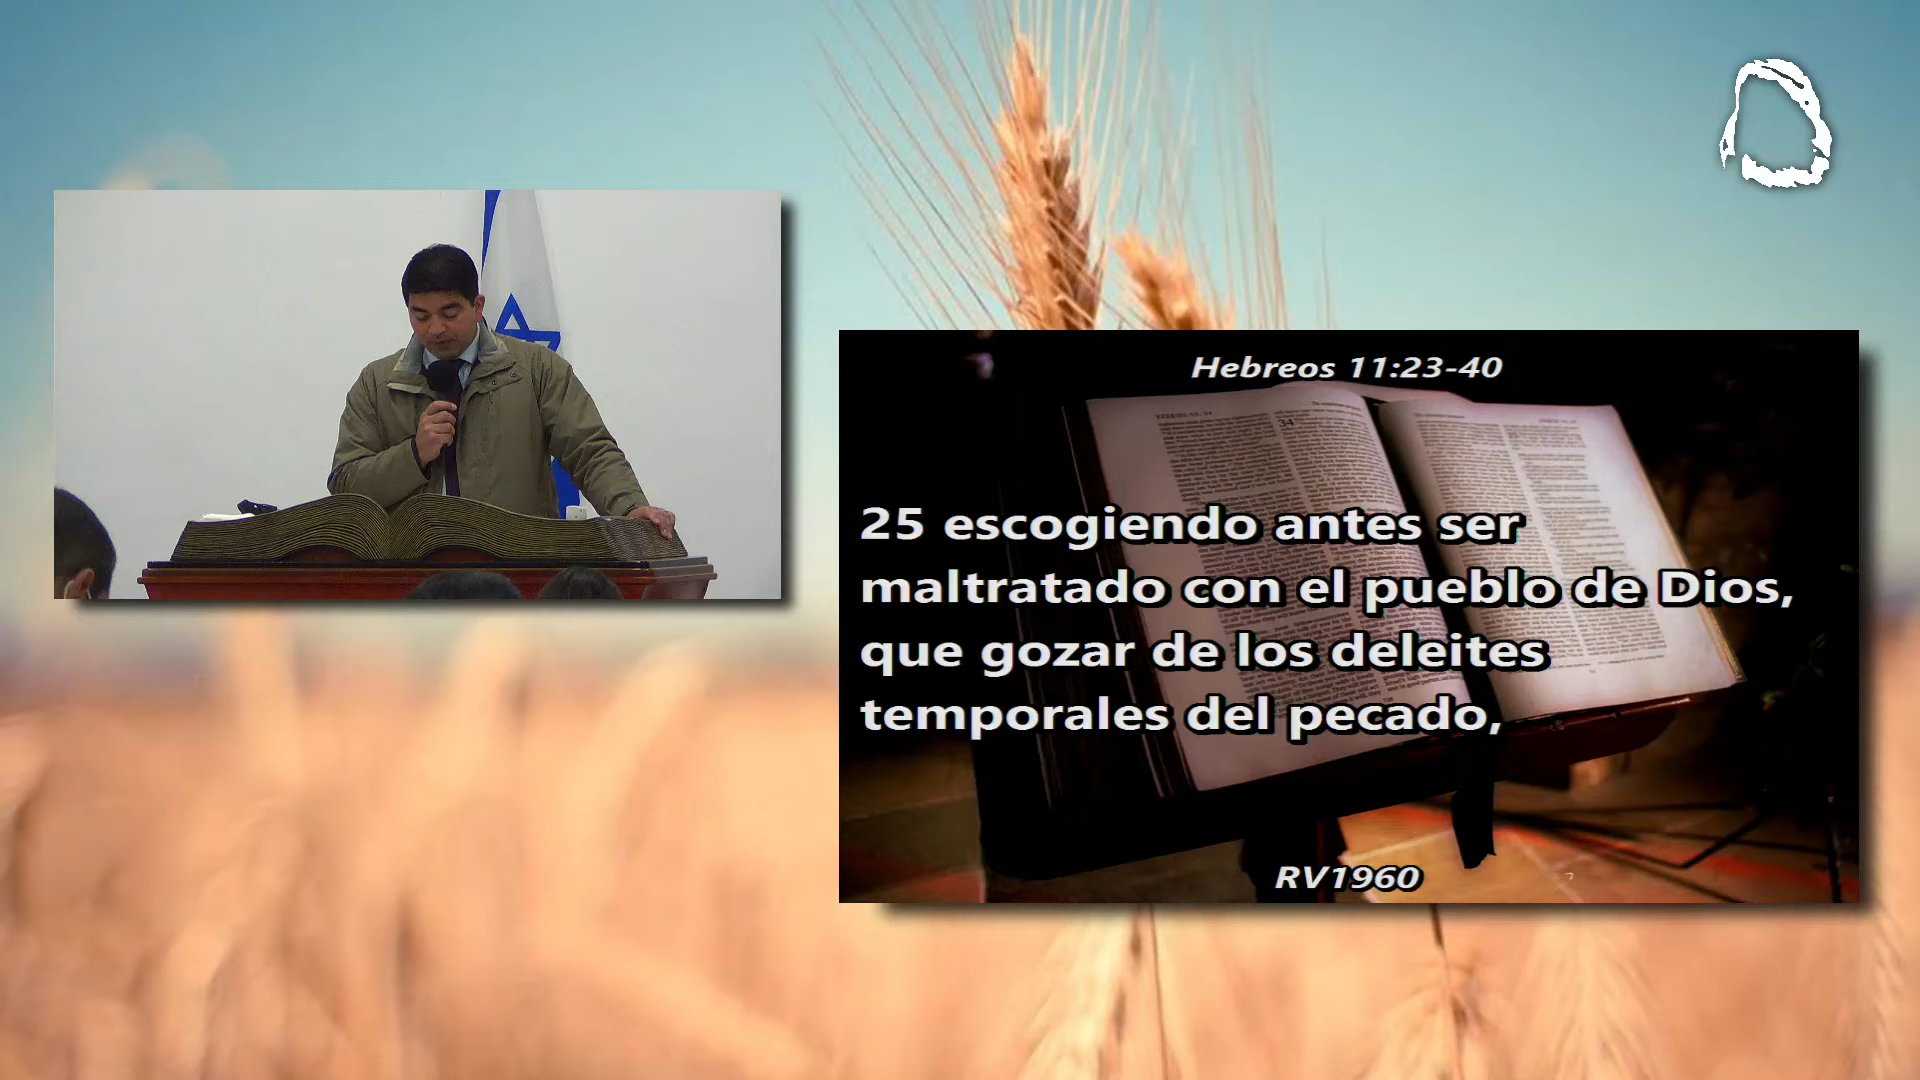 Hebreos 11:23-40
25 escogiendo antes ser
maltratado con el pueblo de Dios,
que gozar de los deleites
temporales del pecado,
RV1960